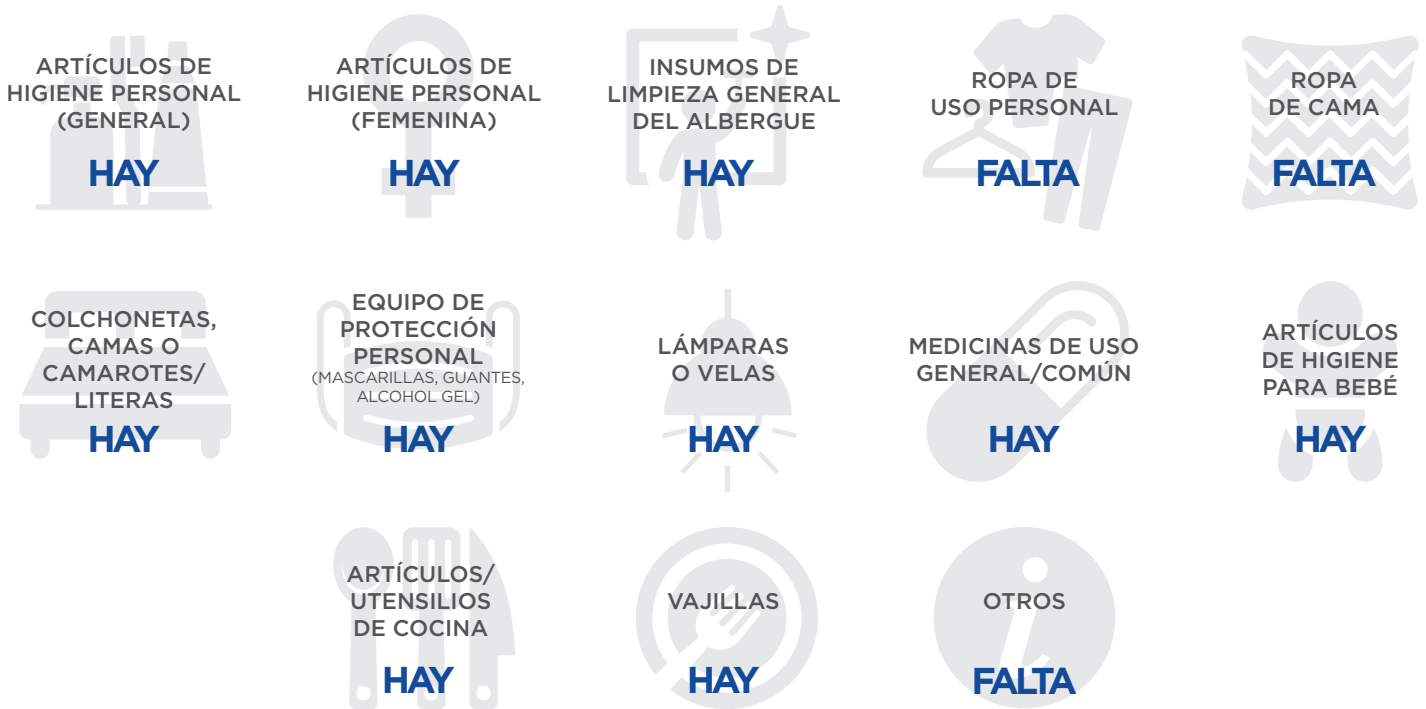 ARTÍCULOS DE
HIGIENE PERSONAL
(GENERAL)
HAY
ARTÍCULOS DE
HIGIENE PERSONAL
(FEMENINA)
HAY
INSUMOS DE
LIMPIEZA GENERAL
DEL ALBERGUE
HAY
ROPA DE
USO PERSONAL
FALTA
ROPA
DE CAMA
FALTA
COLCHONETAS,
CAMAS O
CAMAROTES/
LITERAS
HAY
EQUIPO DE
PROTECCIÓN
PERSONAL
(MASCARILLAS, GUANTES,
ALCOHOL GEL)
HAY
LÁMPARAS
O VELAS
HAY
MEDICINAS DE USO
GENERAL/COMÚN
HAY
ARTÍCULOS
DE HIGIENE
PARA BEBÉ
HAY
ARTÍCULOS/
UTENSILIOS
DE COCINA
HAY
VAJILLAS
HAY
OTROS
FALTA